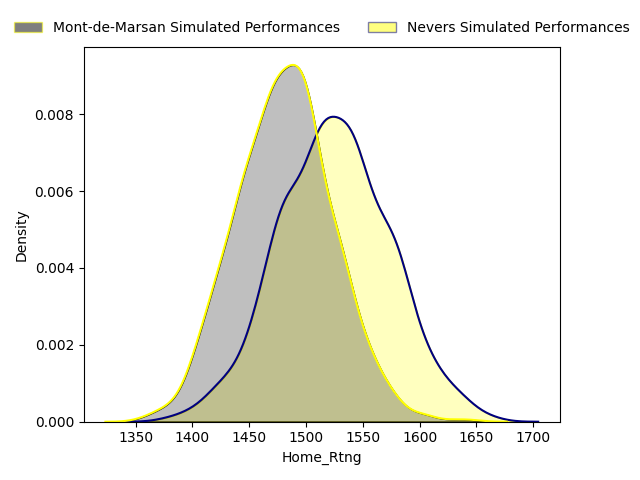 Mont-de-Marsan Simulated Performances Nevers Simulated Performances
Density
0.008
0.006
0.004
0.002
0.000
1350 1400 1450 1500 1550 1600 1650 1700
Home_Rtng